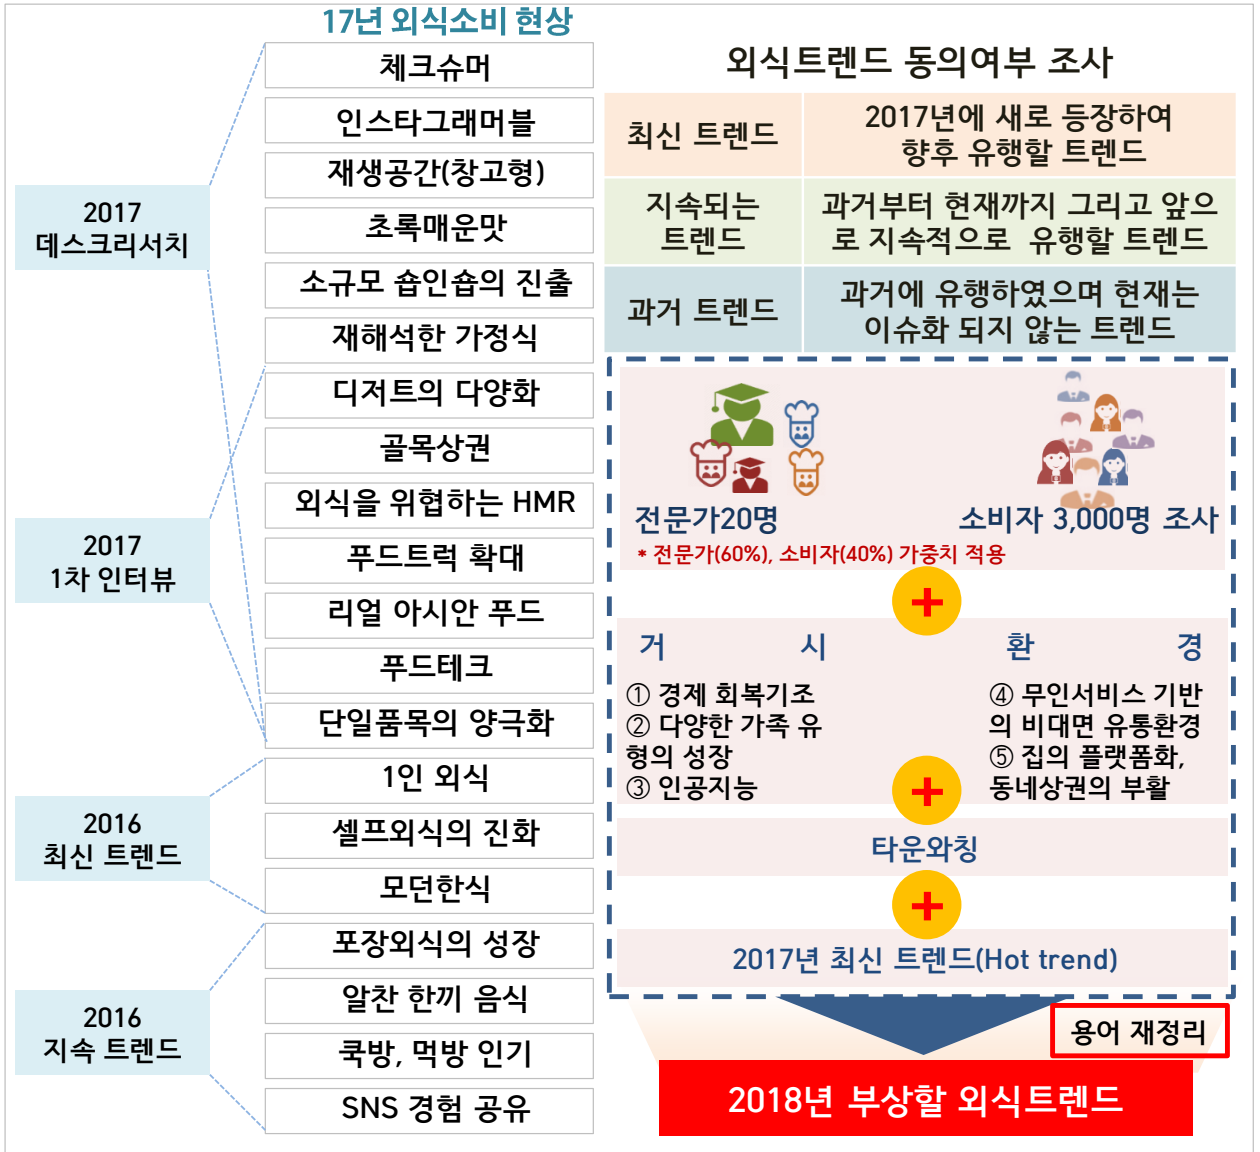 17년 외식소비 현상
체크슈머
인스타그래머블
재생공간(창고형)
초록매운맛
소규모 숍인숍의 진출
재해석한 가정식
디저트의 다양화
골목상권
외식을 위협하는 HMR
푸드트럭 확대
리얼 아시안 푸드
푸드테크
단일품목의 양극화
1인 외식
셀프외식의 진화
모던한식
포장외식의 성장
알찬 한끼 음식
쿡방, 먹방 인기
SNS 경험 공유
2017
데스크리서치
2017
1차 인터뷰
2016
최신 트렌드
2016
지속 트렌드
외식트렌드 동의여부 조사
최신 트렌드
2017년에 새로 등장하여
향후 유행할 트렌드
지속되는
트렌드
과거부터 현재까지 그리고 앞으
로 지속적으로 유행할 트렌드
과거 트렌드
과거에 유행하였으며 현재는
이슈화 되지 않는 트렌드
전문가20명
소비자 3,000명 조사
* 전문가(60%), 소비자(40%) 가중치 적용
+
거 시 환 경
① 경제 회복기조
② 다양한 가족 유
형의 성장
③ 인공지능
④ 무인서비스 기반
의 비대면 유통환경
⑤ 집의 플랫폼화,
동네상권의 부활
+
타운와칭
+
2017년 최신 트렌드(Hot trend)
용어 재정리
2018년 부상할 외식트렌드